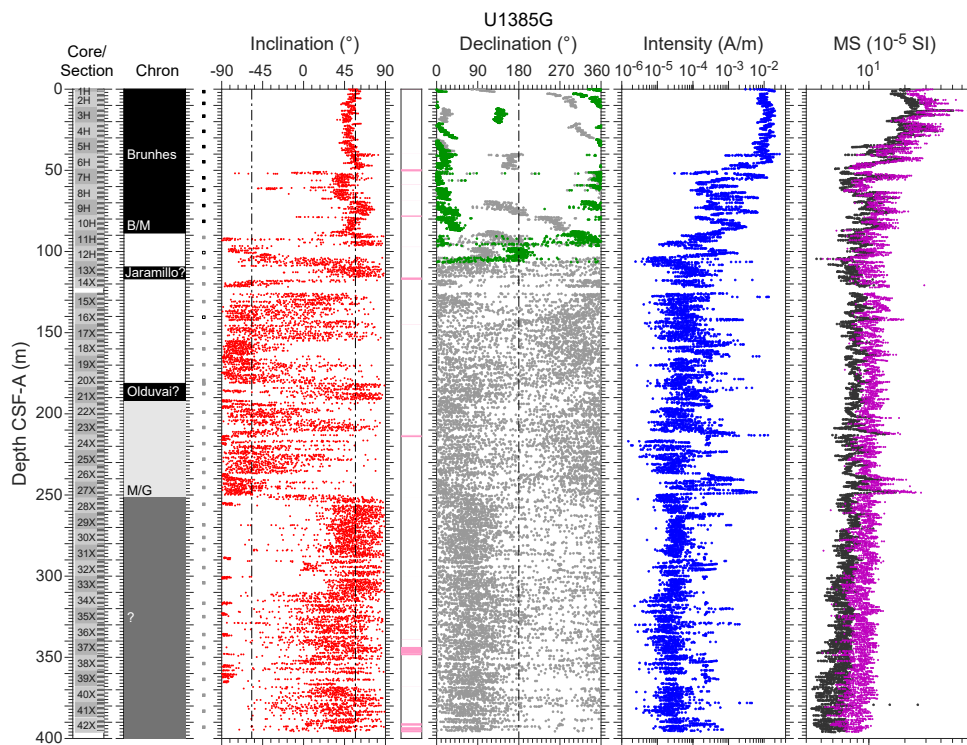 U1385G
Core/
Section
Chron
Inclination (°)
Declination (°)
Intensity (A/m)
MS (10-5 SI)
-90 -45 0 45 90
0 90 180 270 360
10-6 10-5 10-4 10-3 10-2
101
Depth CSF-A (m)
0
50
100
150
200
250
300
350
400
1H
2H
3H
4H
5H
6H
7H
8H
9H
10H
11H
12H
13X
14X
15X
16X
17X
18X
19X
20X
21X
22X
23X
24X
25X
26X
27X
28X
29X
30X
31X
32X
33X
34X
35X
36X
37X
38X
39X
40X
41X
42X
Brunhes
B/M
Jaramillo?
Olduvai?
M/G
?